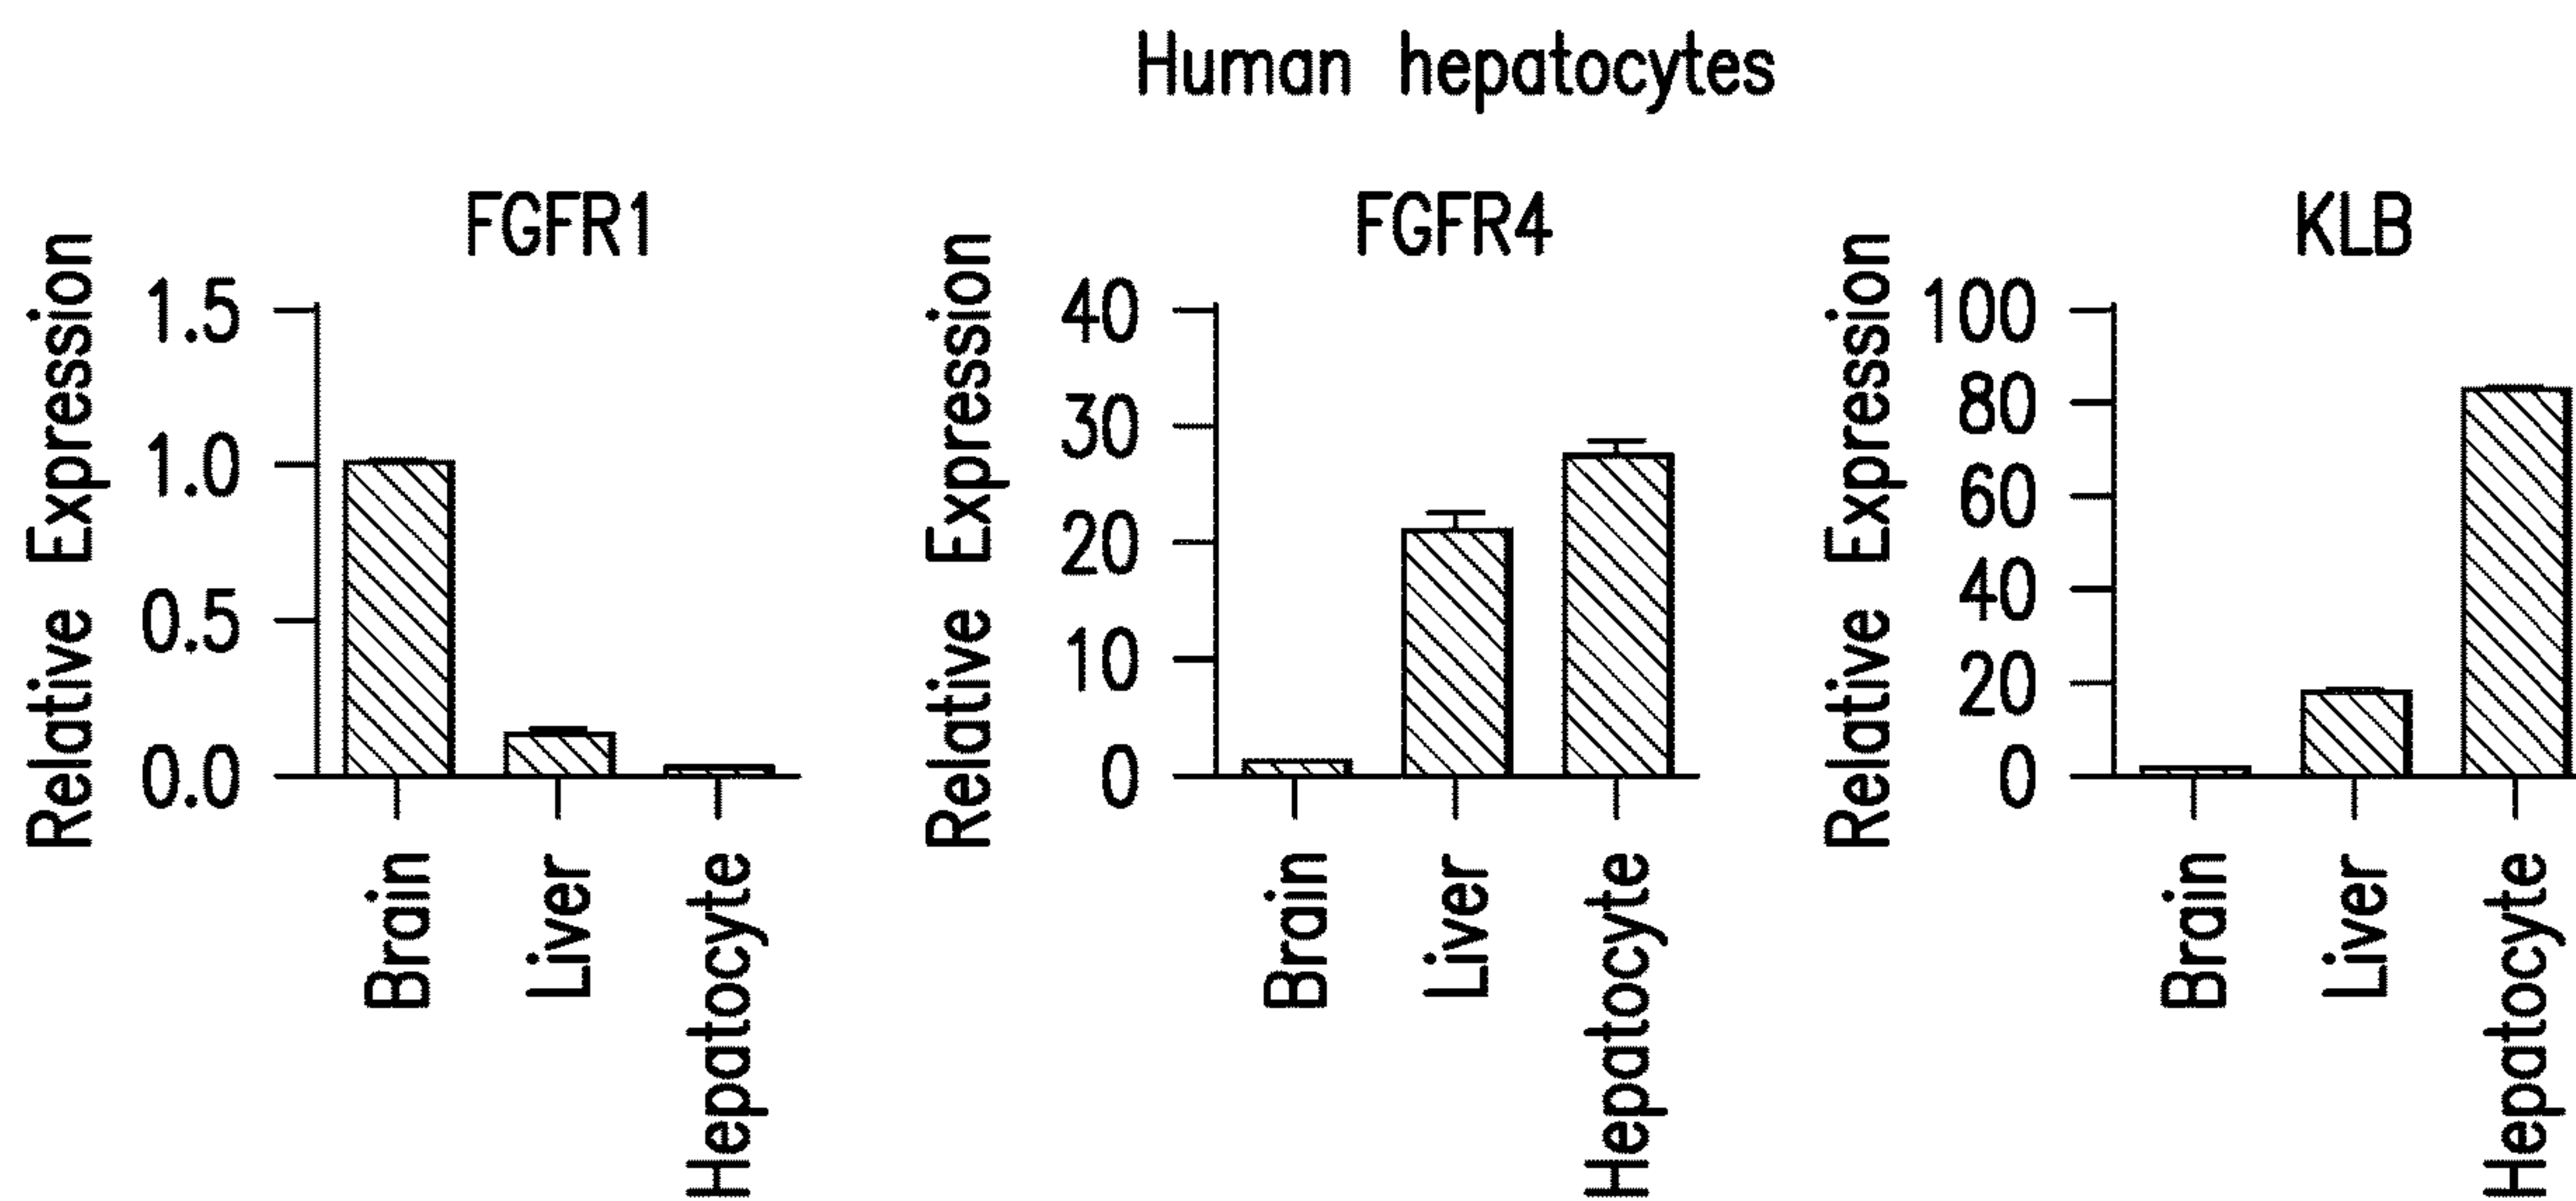 Human hepatocytes
FGFR1
Relative Expression
1.5
1.0
0.5
0.0
Brain
Liver
Hepatocyte
FGFR4
Relative Expression
40
30
20
10
0
Brain
Liver
Hepatocyte
KLB
Relative Expression
100
80
60
40
20
0
Brain
Liver
Hepatocyte